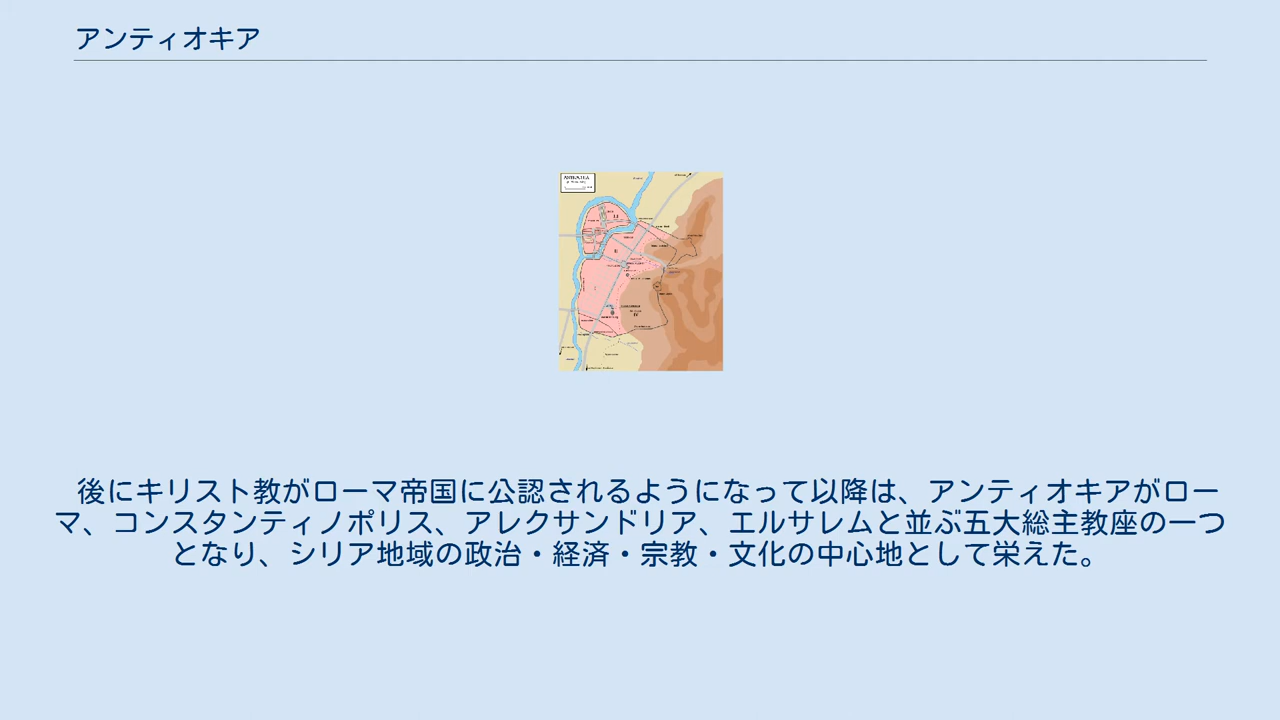 アンティオキア
後にキリスト教がローマ帝国に公認されるようになって以降は、アンティオキアがロー
マ、コンスタンティノポリス、アレクサンドリア、エルサレムと並ぶ五大総主教座の一つ
となり、シリア地域の政治・経済・宗教・文化の中心地として栄えた。